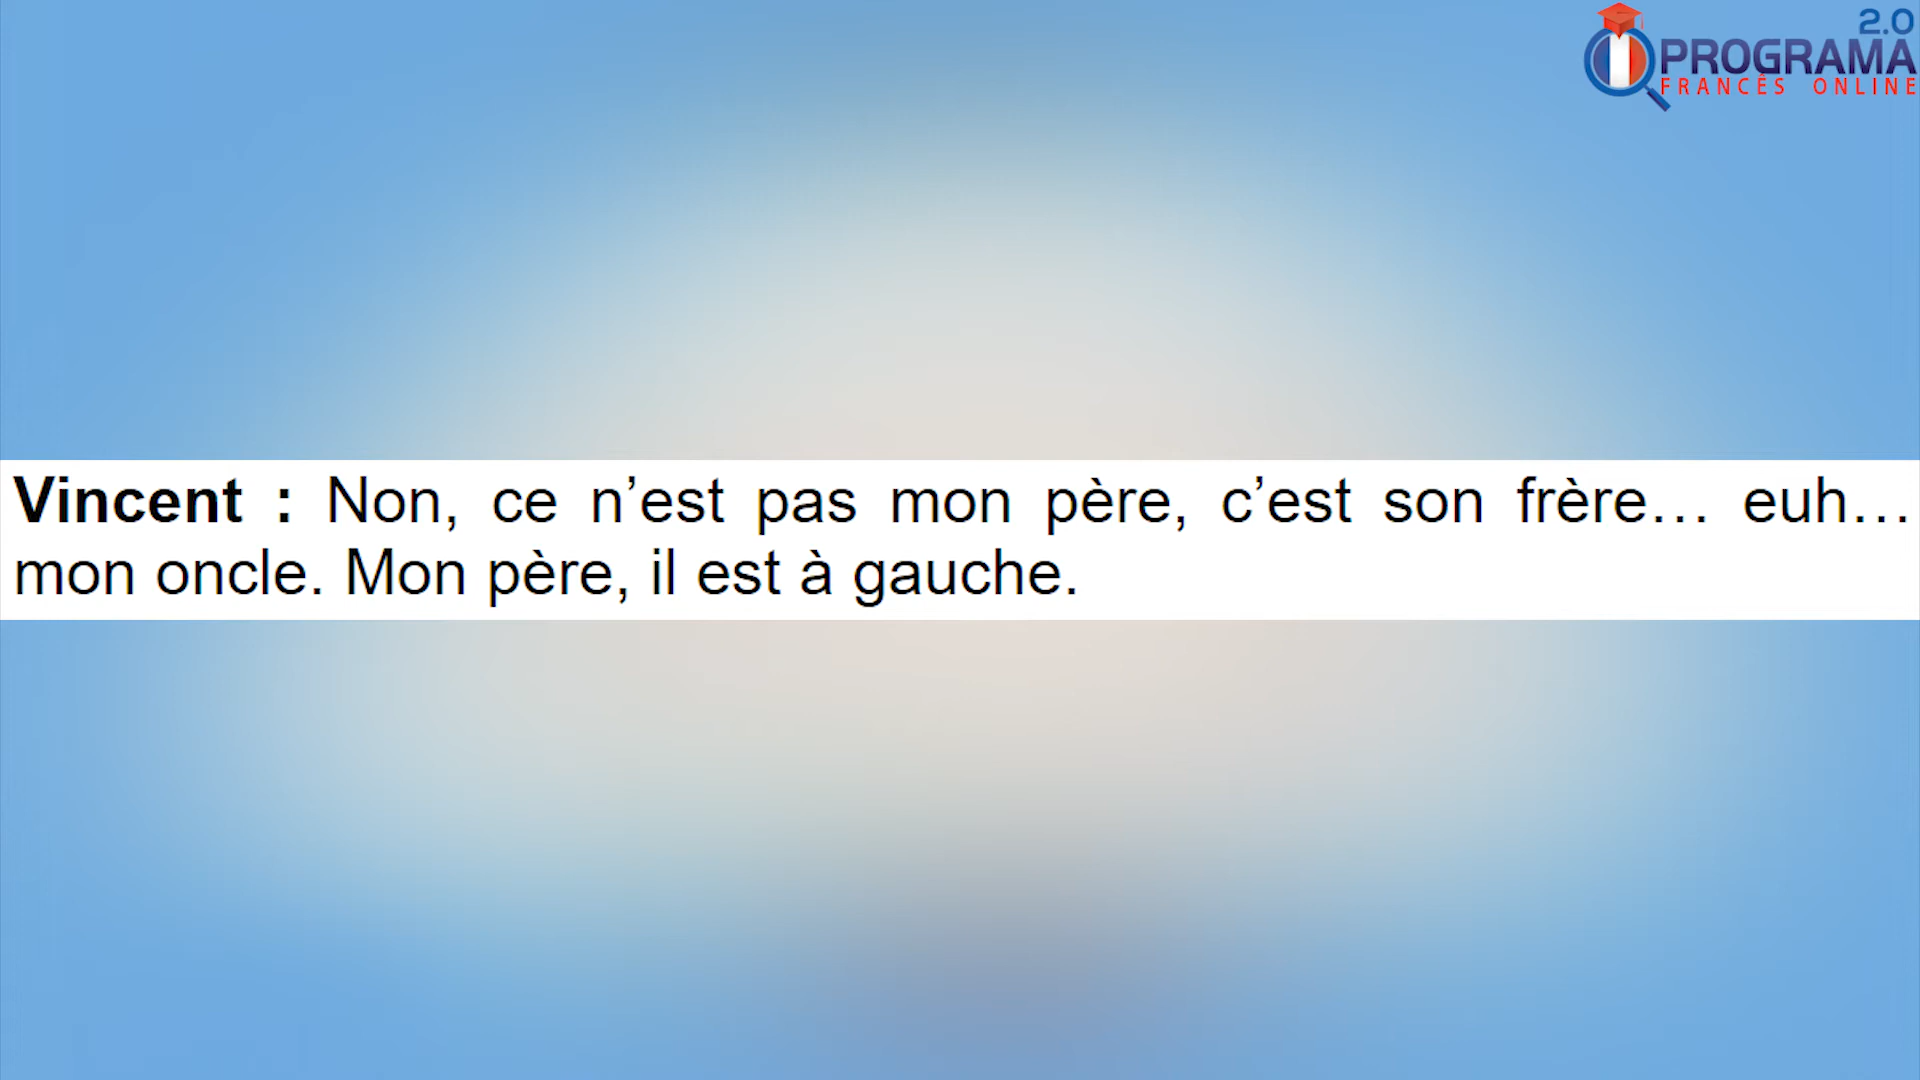 2.0
PROGRAMA
FRANCÊS ONLINE
Vincent : Non, ce n’est pas mon père, c’est son frère… euh…
mon oncle. Mon père, il est à gauche.